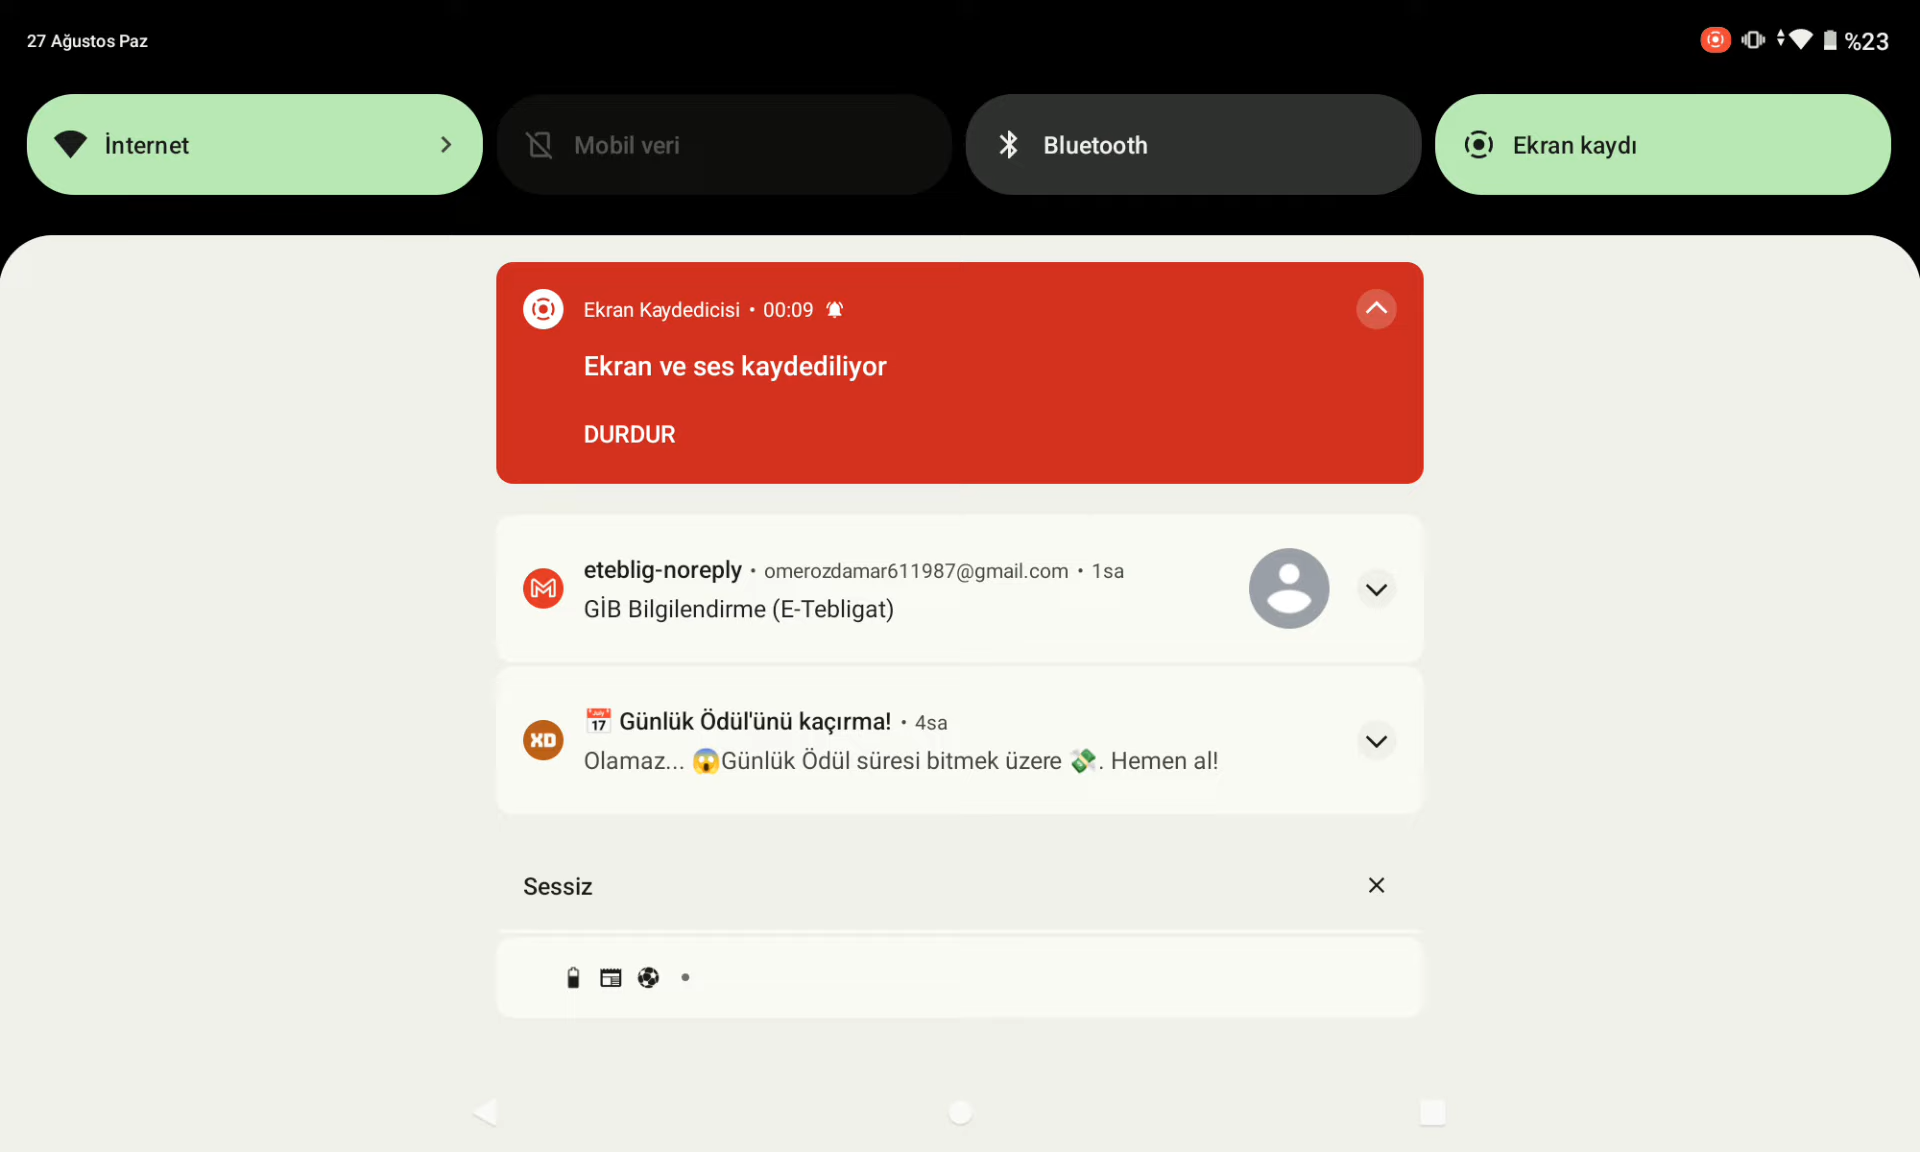 27 Ağustos Paz
%23
İnternet
Mobil veri
Bluetooth
Ekran kaydı
Ekran Kaydedicisi • 00:09
Ekran ve ses kaydediliyor
DURDUR
eteblig-noreply • omerozdamar611987@gmail.com • 1sa
GİB Bilgilendirme (E-Tebligat)
XD
📅 Günlük Ödül'ünü kaçırma! • 4sa
Olamaz... 😱Günlük Ödül süresi bitmek üzere 💸. Hemen al!
Sessiz